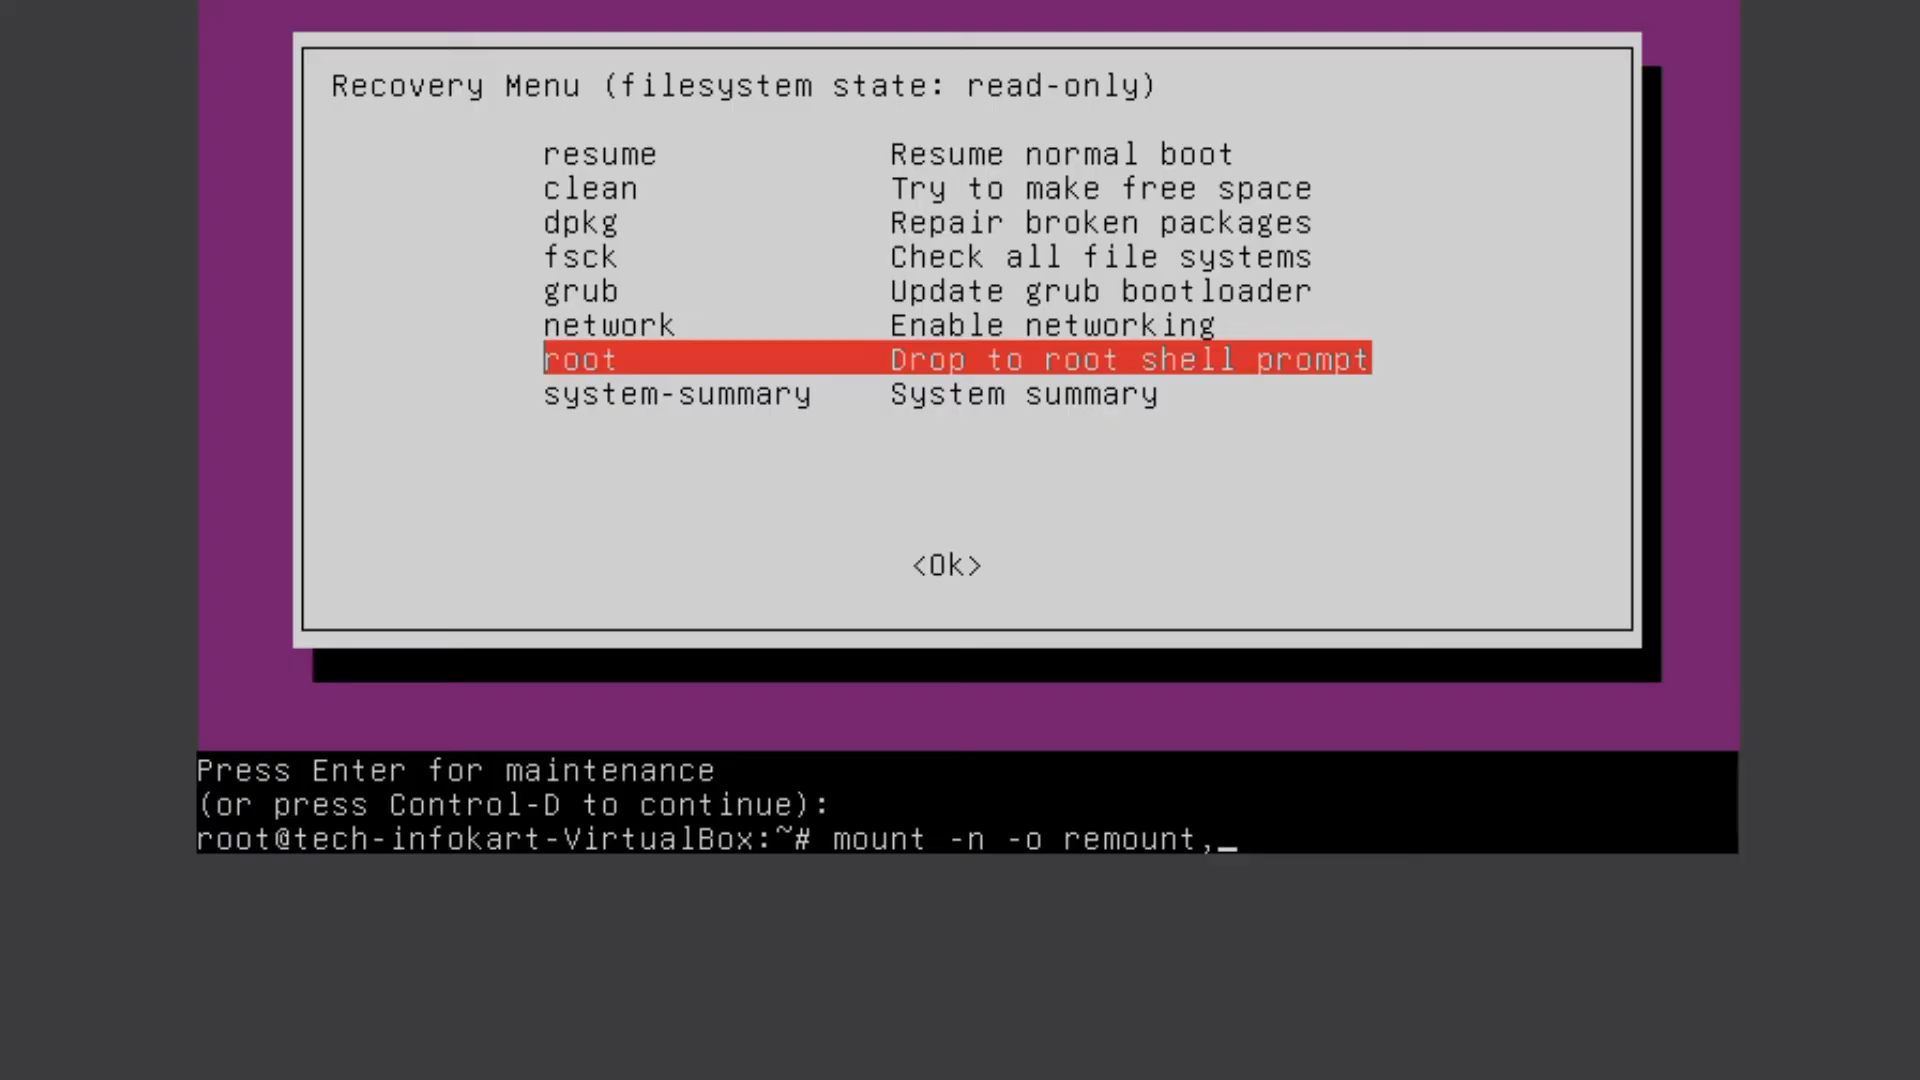 Recovery Menu (filesystem state: read-only)
resume Resume normal boot
clean Try to make free space
dpkg Repair broken packages
fsck Check all file systems
grub Update grub bootloader
network Enable networking
root Drop to root shell prompt
system-summary System summary
<Ok>
Press Enter for maintenance
(or press Control-D to continue):
root@tech-infokart-VirtualBox:~# mount -n -o remount,_